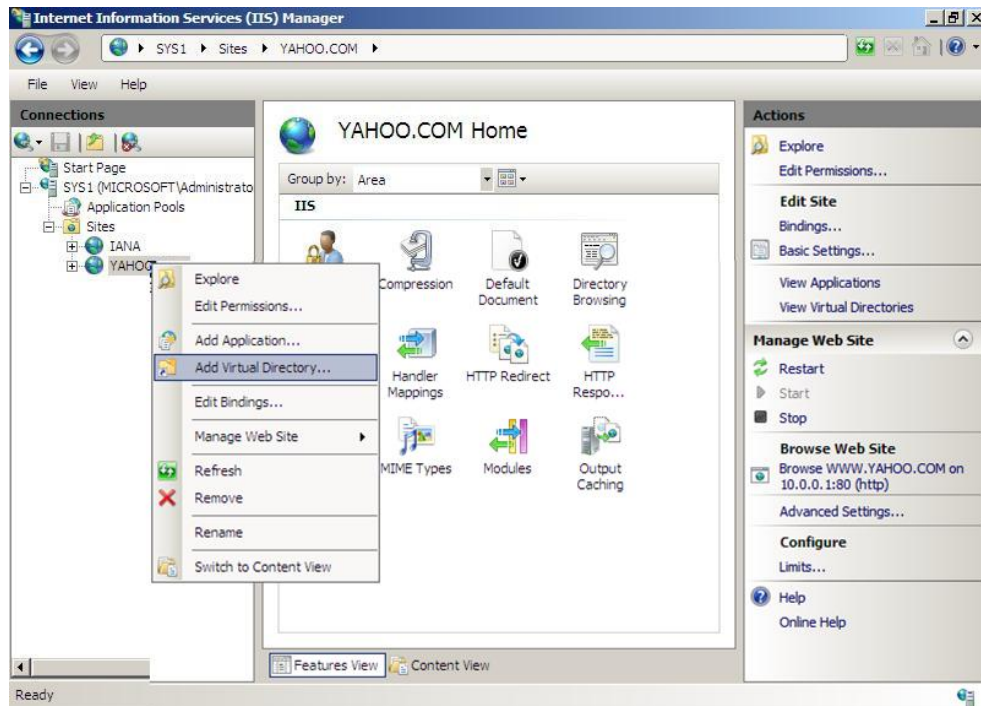 Internet Information Services (IIS) Manager
SYS1 Sites YAHOO.COM
File View Help
Connections
Start Page
SYS1 (MICROSOFT\Administrato
Application Pools
Sites
IANA
YAHOO
Explore
Edit Permissions...
Add Application...
Add Virtual Directory...
Edit Bindings...
Manage Web Site
Refresh
Remove
Rename
Switch to Content View
YAHOO.COM Home
Group by: Area
IIS
Compression
Default Document
Directory Browsing
Handler Mappings
HTTP Redirect
HTTP Respo...
MIME Types
Modules
Output Caching
Features View
Content View
Actions
Explore
Edit Permissions...
Edit Site
Bindings...
Basic Settings...
View Applications
View Virtual Directories
Manage Web Site
Restart
Start
Stop
Browse Web Site
Browse WWW.YAHOO.COM on
10.0.0.1:80 (http)
Advanced Settings...
Configure
Limits...
Help
Online Help
Ready